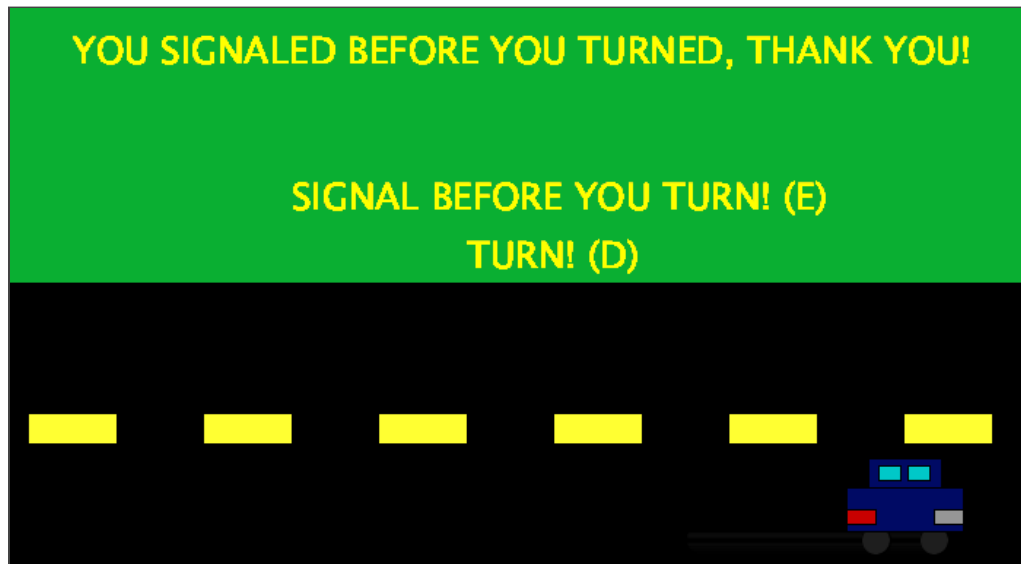 YOU SIGNALED BEFORE YOU TURNED, THANK YOU!
SIGNAL BEFORE YOU TURN! (E)
TURN! (D)